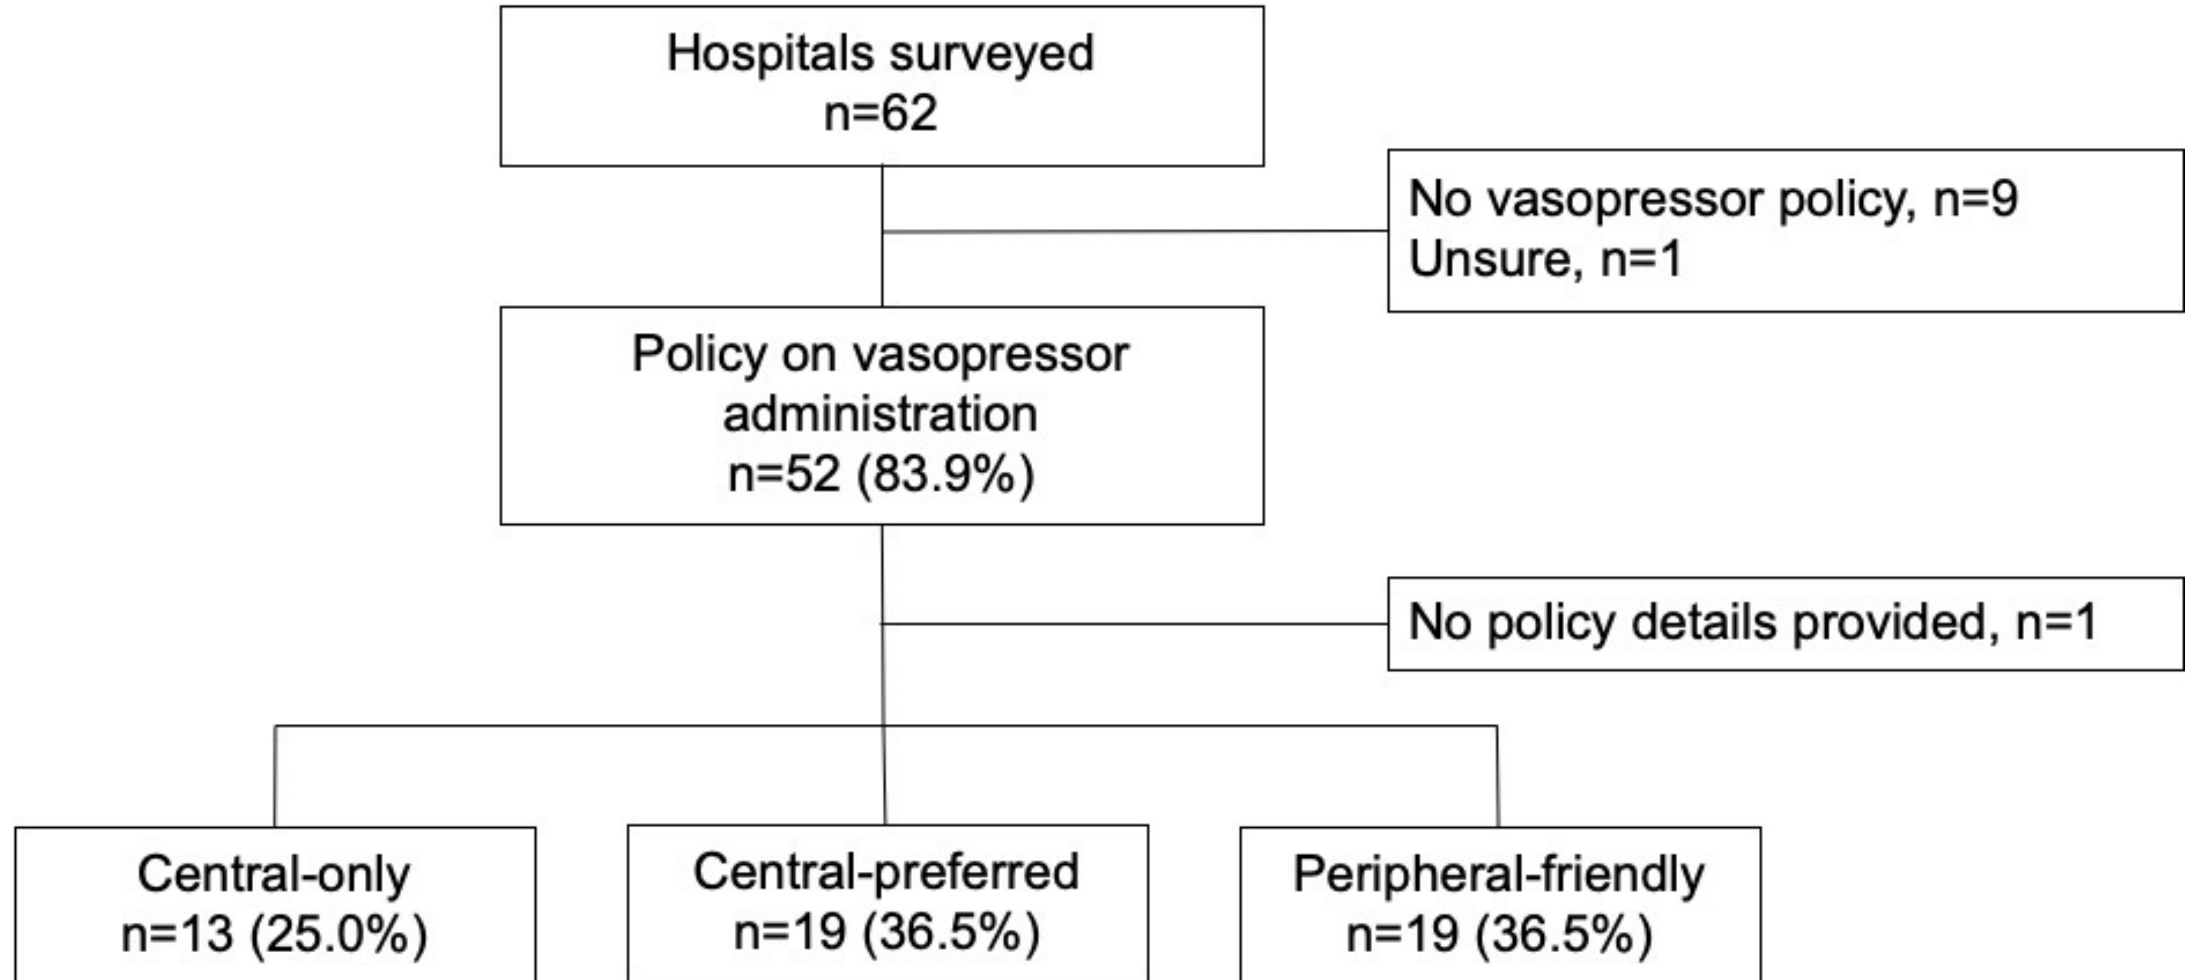 Hospitals surveyed
n=62
No vasopressor policy, n=9
Unsure, n=1
Policy on vasopressor
administration
n=52 (83.9%)
No policy details provided, n=1
Central-only
n=13 (25.0%)
Central-preferred
n=19 (36.5%)
Peripheral-friendly
n=19 (36.5%)